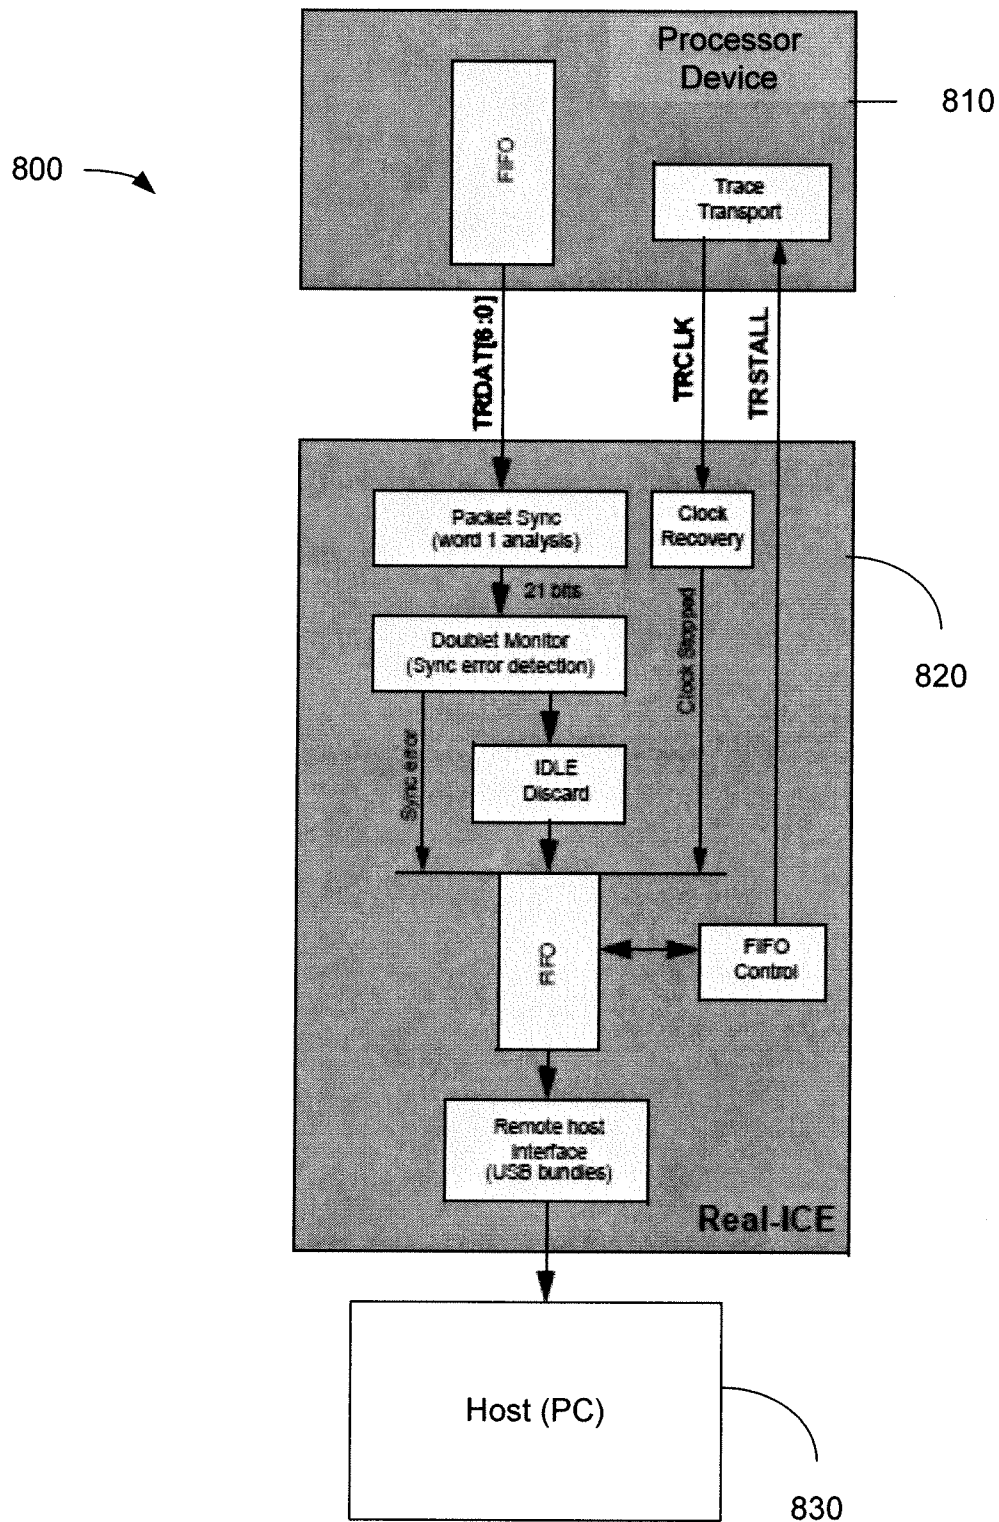 Processor
Device
810
800
FIFO
Trace
Transport
TRDAT[6:0]
TRCLK
TRSTALL
Packet Sync
(word 1 analysis)
Clock
Recovery
21 bits
Doublet Monitor
(Sync error detection)
Clock Stopped
820
Sync error
IDLE
Discard
FIFO
FIFO
Control
Remote host
Interface
(USB bundles)
Real-ICE
Host (PC)
830